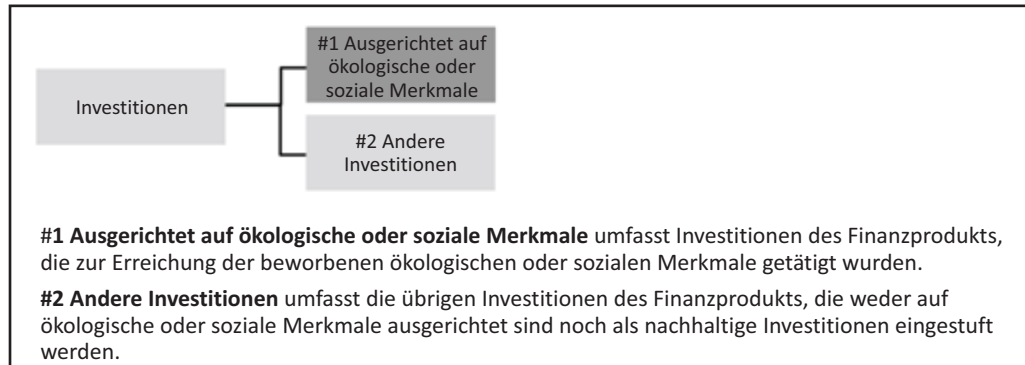 #1 Ausgerichtet auf
ökologische oder
soziale Merkmale
Investitionen
#2 Andere
Investitionen
#1 Ausgerichtet auf ökologische oder soziale Merkmale umfasst Investitionen des Finanzprodukts,
die zur Erreichung der beworbenen ökologischen oder sozialen Merkmale getätigt wurden.
#2 Andere Investitionen umfasst die übrigen Investitionen des Finanzprodukts, die weder auf
ökologische oder soziale Merkmale ausgerichtet sind noch als nachhaltige Investitionen eingestuft
werden.